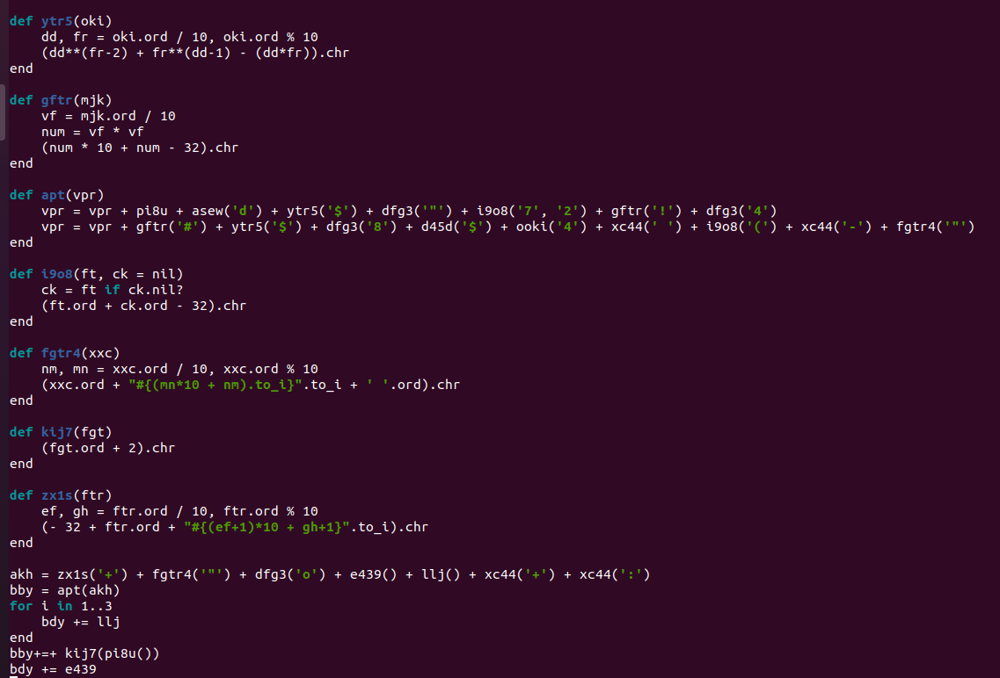 def ytr5(oki)
    dd, fr = oki.ord / 10, oki.ord % 10
    (dd**(fr-2) + fr**(dd-1) - (dd*fr)).chr
end
def gftr(mjk)
    vf = mjk.ord / 10
    num = vf * vf
    (num * 10 + num - 32).chr
end
def apt(vpr)
    vpr = vpr + pi8u + asew('d') + ytr5('$') + dfg3('"') + i9o8('7', '2') + gftr('!') + dfg3('4')
    vpr = vpr + gftr('#') + ytr5('$') + dfg3('8') + d45d('$') + ooki('4') + xc44(' ') + i9o8('(') + xc44('-') + fgtr4('"')
end
def i9o8(ft, ck = nil)
    ck = ft if ck.nil?
    (ft.ord + ck.ord - 32).chr
end
def fgtr4(xxc)
    nm, mn = xxc.ord / 10, xxc.ord % 10
    (xxc.ord + "#{(mn*10 + nm).to_i}".to_i + ' '.ord).chr
end
def kij7(fgt)
    (fgt.ord + 2).chr
end
def zx1s(ftr)
    ef, gh = ftr.ord / 10, ftr.ord % 10
    (- 32 + ftr.ord + "#{(ef+1)*10 + gh+1}".to_i).chr
end
akh = zx1s('+') + fgtr4('"') + dfg3('o') + e439() + llj() + xc44('+') + xc44(':')
bby = apt(akh)
for i in 1..3
    bdy += llj
end
bby+=+ kij7(pi8u())
bdy += e439